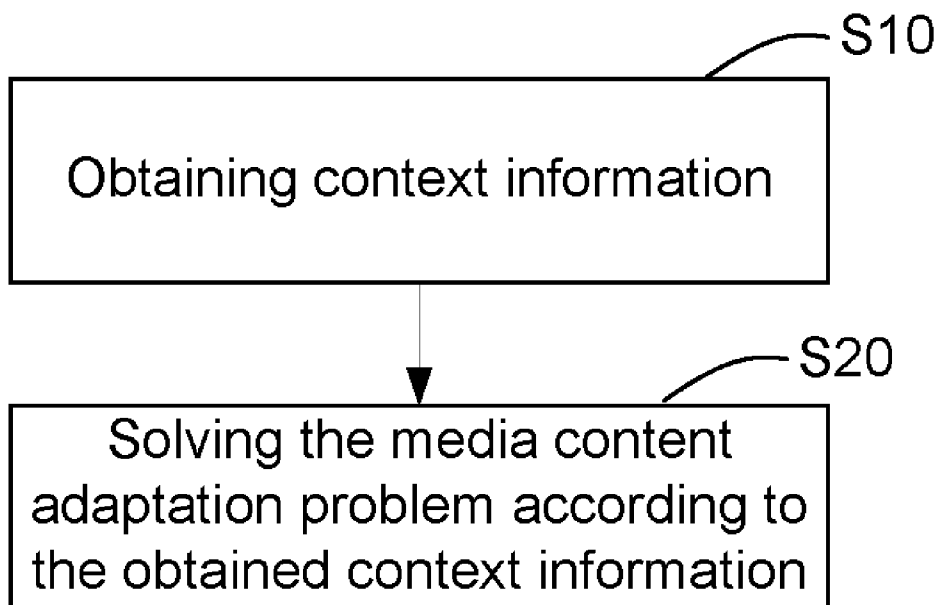 S10
Obtaining context information
S20
Solving the media content
adaptation problem according to
the obtained context information